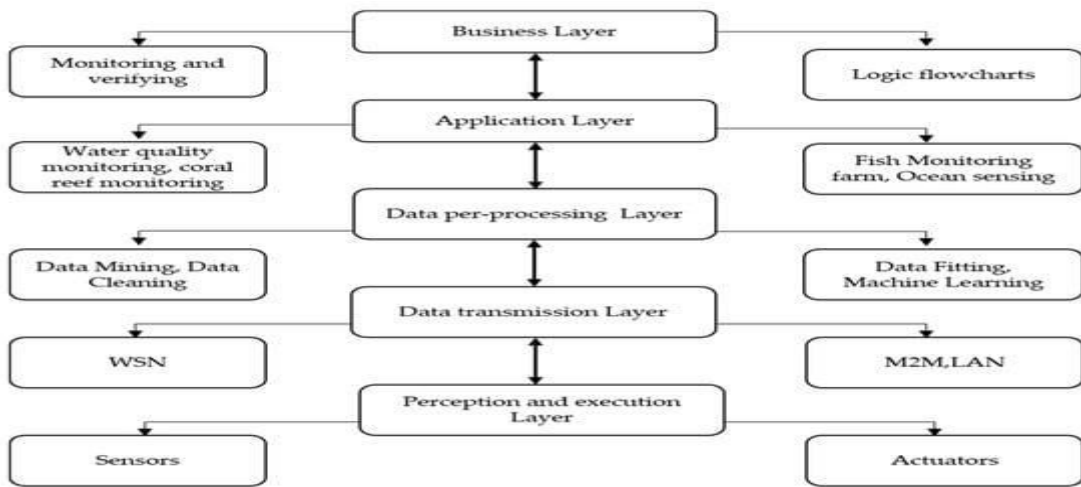 Business Layer
Monitoring and
verifying
Logic flowcharts
Application Layer
Water quality
monitoring, coral
reef monitoring
Fish Monitoring
farm, Ocean sensing
Data per-processing Layer
Data Mining, Data
Cleaning
Data Fitting,
Machine Learning
Data transmission Layer
WSN
M2M,LAN
Perception and execution
Layer
Sensors
Actuators